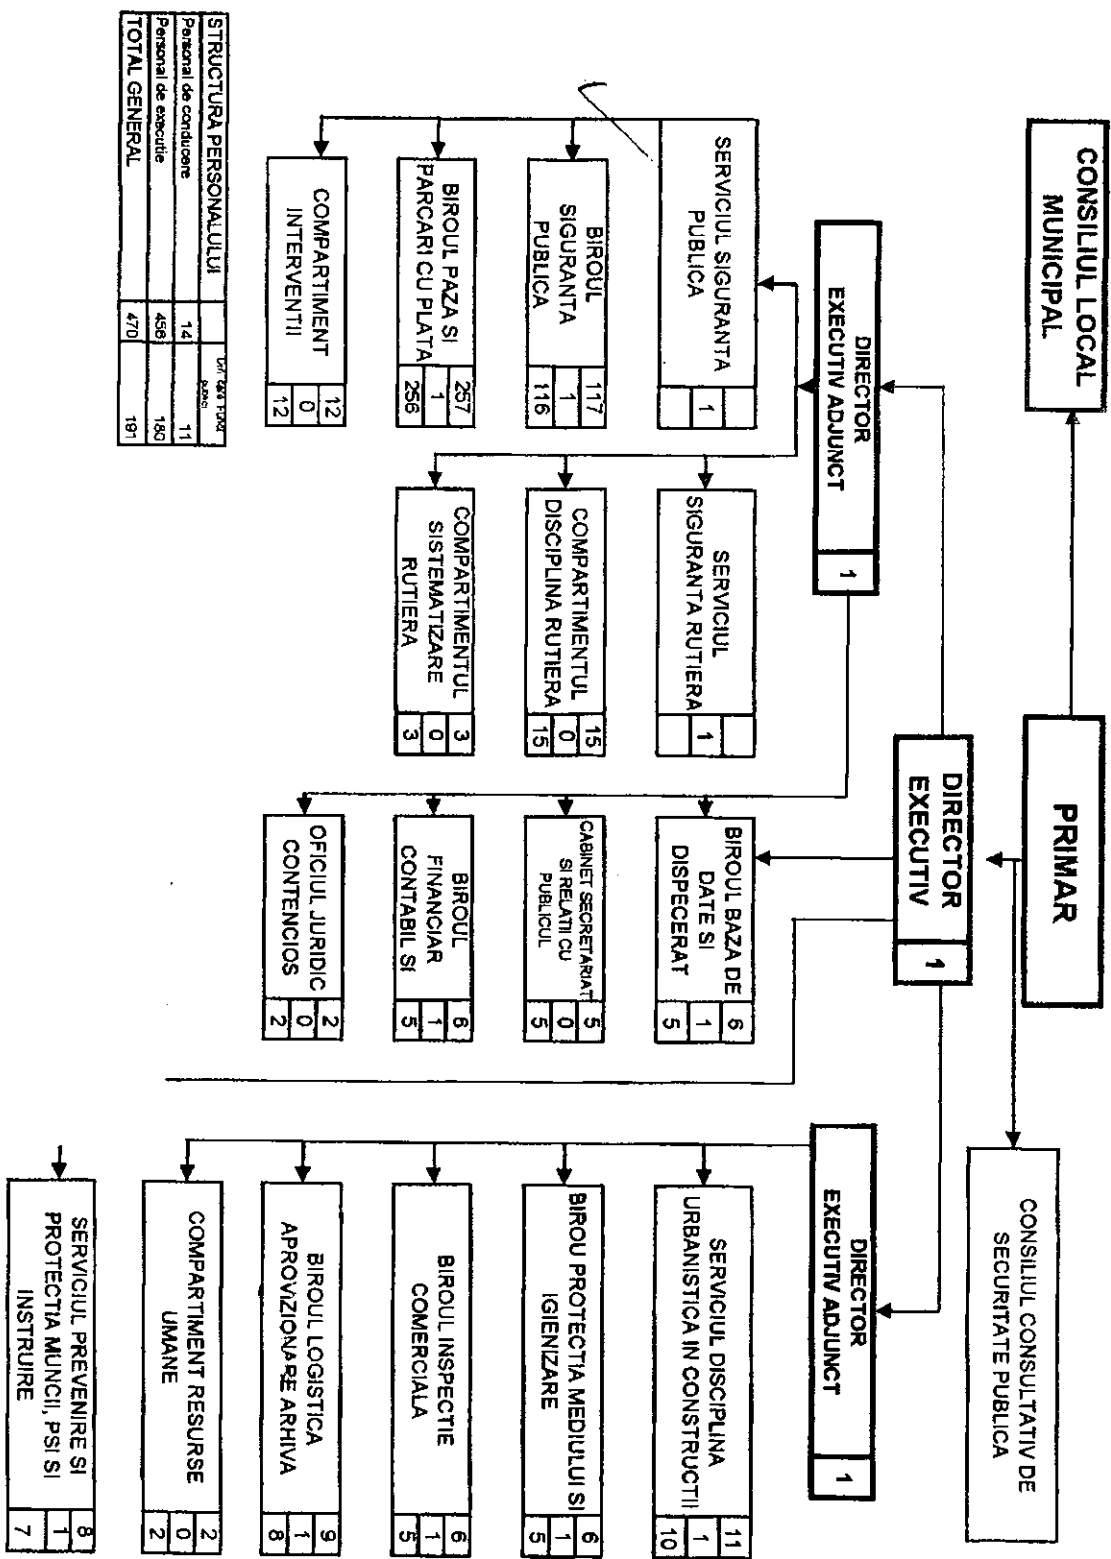 CONSILIUL LOCAL
MUNICIPAL
PRIMAR
CONSILIUL CONSULTATIV DE
SECURITATE PUBLICA
DIRECTOR
EXECUTIV
1
DIRECTOR
EXECUTIV ADJUNCT
1
DIRECTOR
EXECUTIV ADJUNCT
1
SERVICIUL SIGURANTA
PUBLICA
1
BIROUL
SIGURANTA
PUBLICA
117
1
116
BIROUL PAZA SI
PARCARI CU PLATA
257
1
256
COMPARTIMENT
INTERVENTII
12
0
12
SERVICIUL
SIGURANTA RUTIERA
1
COMPARTIMENTUL
DISCIPLINA RUTIERA
15
0
15
COMPARTIMENTUL
SISTEMATIZARE
RUTIERA
3
0
3
BIROUL BAZA DE
DATE SI
DISPECERAT
6
1
5
CABINET SECRETARIAT
SI RELATII CU
PUBLICUL
5
0
5
BIROUL
FINANCIAR
CONTABIL SI
6
1
5
OFICIUL JURIDIC
CONTENCIOS
2
0
2
SERVICIUL DISCIPLINA
URBANISTICA IN CONSTRUCTII
11
1
10
BIROU PROTECTIA MEDIULUI SI
IGIENIZARE
6
1
5
BIROUL INSPECTIE
COMERCIALA
6
1
5
BIROUL LOGISTICA
APROVIZIONARE ARHIVA
9
1
8
COMPARTIMENT RESURSE
UMANE
2
0
2
SERVICIUL PREVENIRE SI
PROTECTIA MUNCII, PSI SI
INSTRUIRE
8
1
7
STRUCTURA PERSONALULUI
Personal de conducere 14 11
Personal de executie 456 180
TOTAL GENERAL 470 191